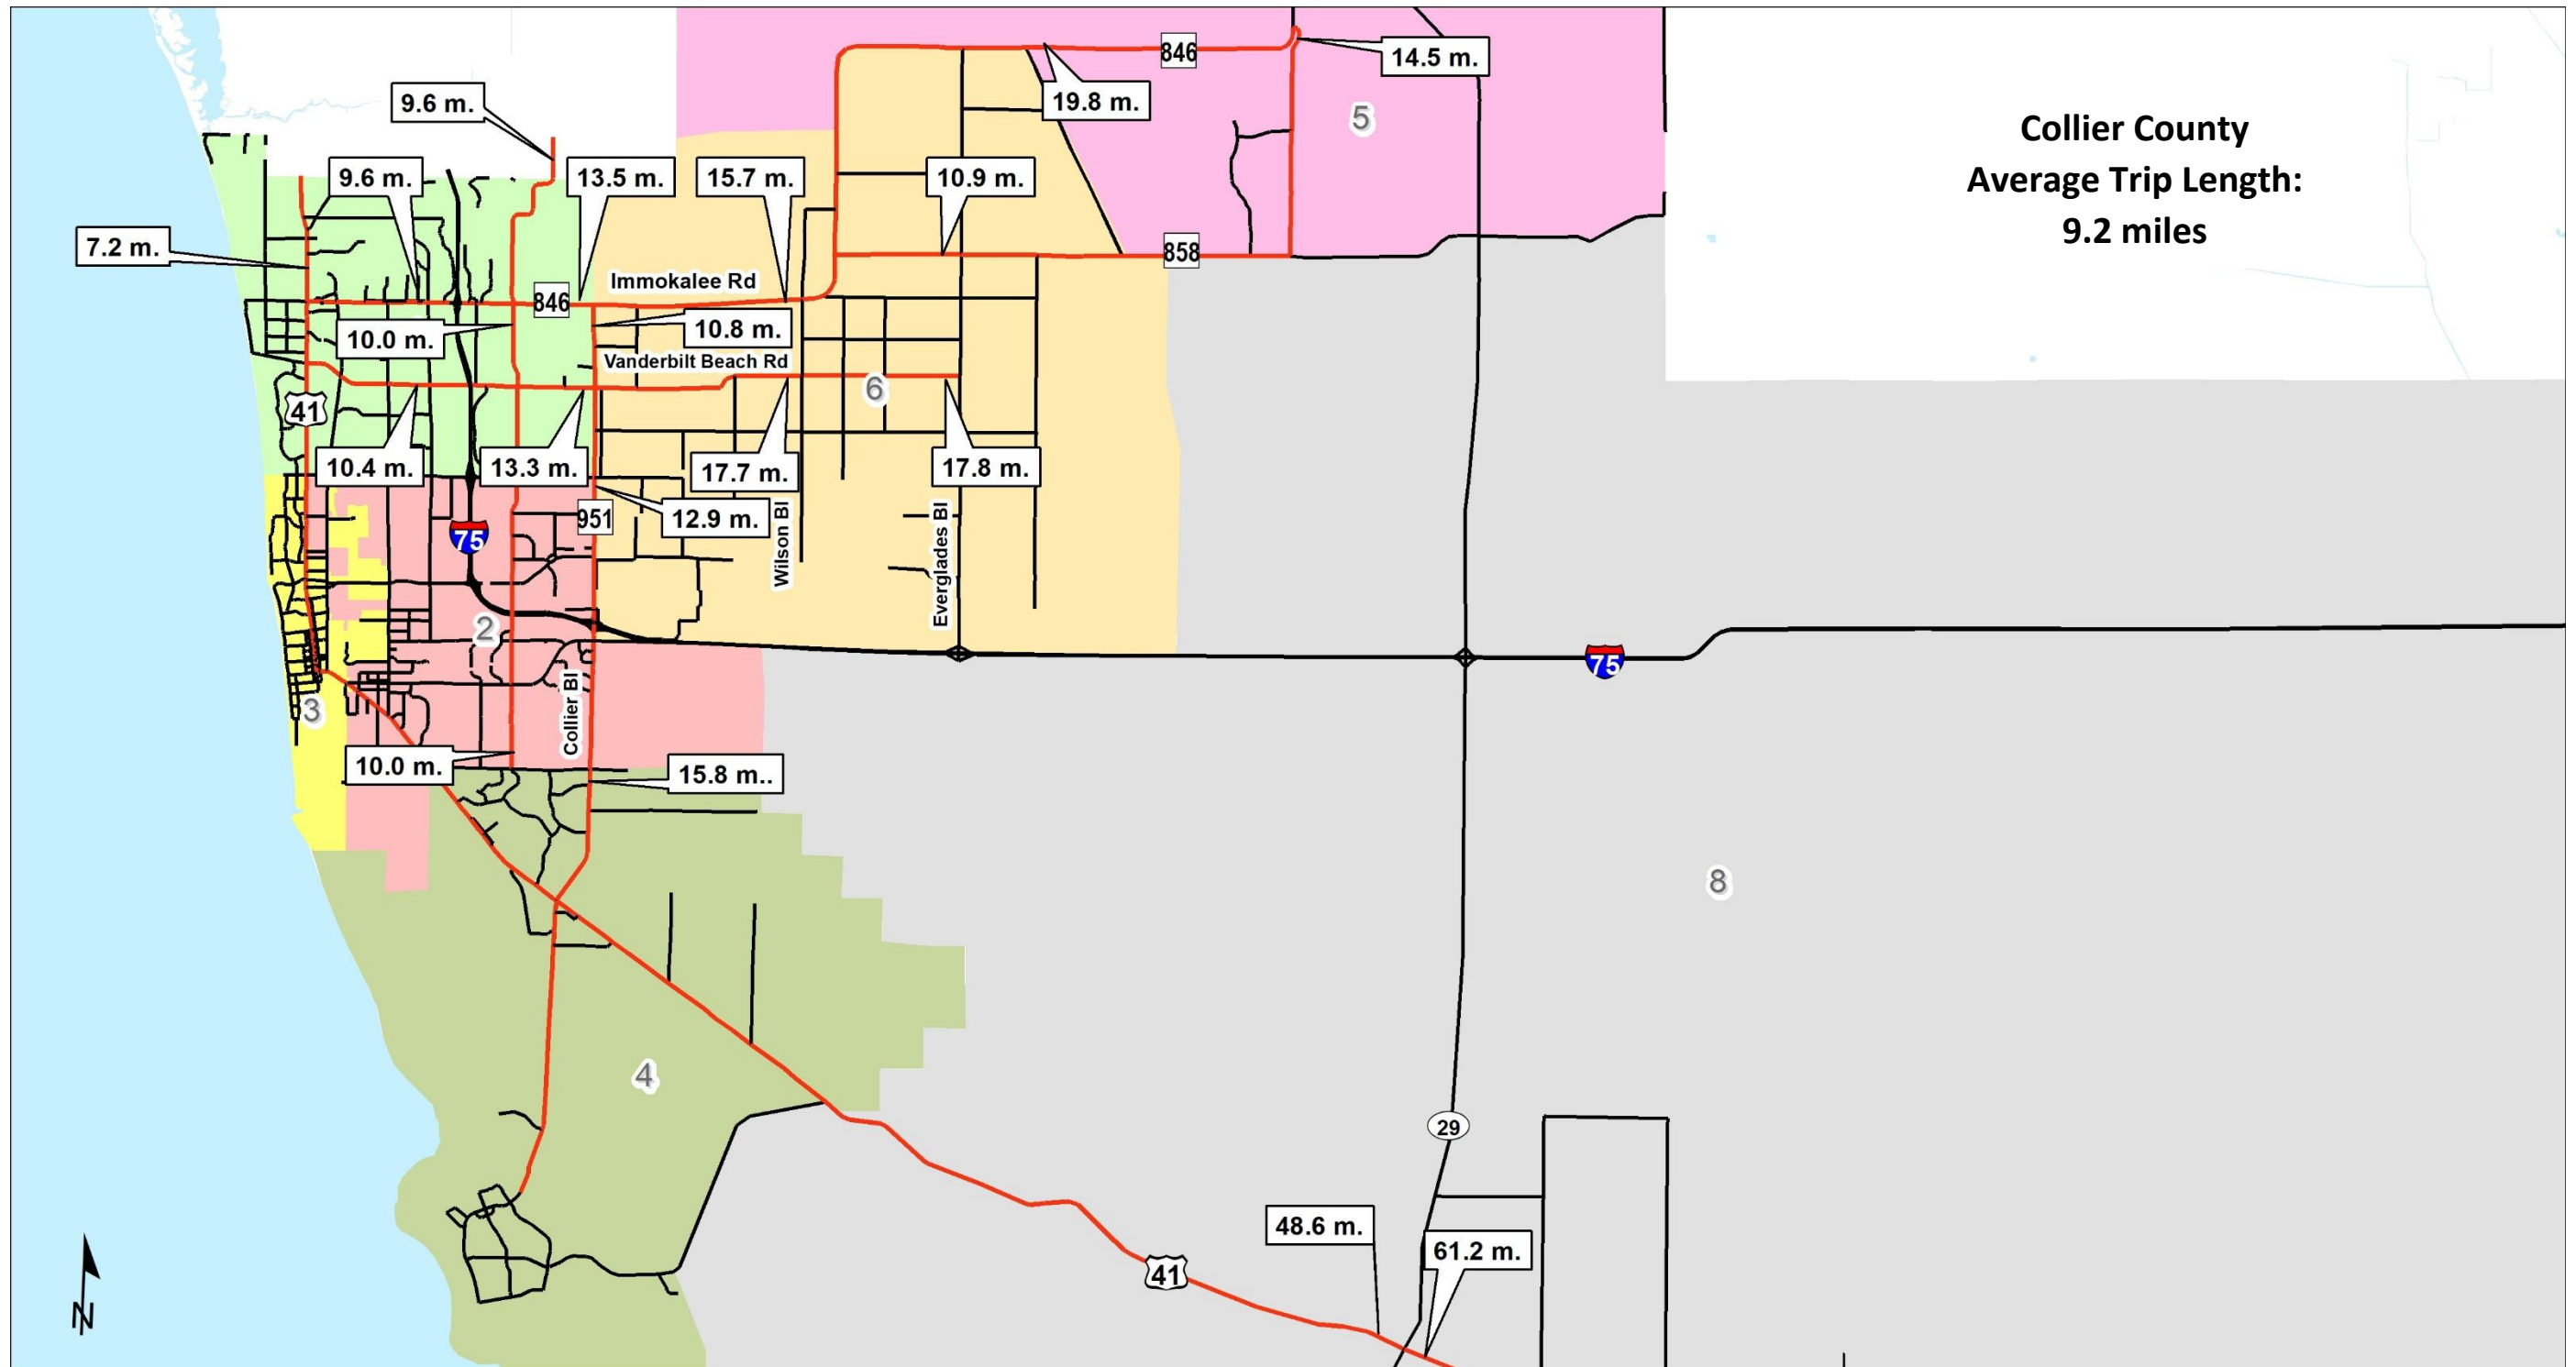 846
14.5 m.
9.6 m.
19.8 m.
5
Collier County
Average Trip Length:
9.2 miles
9.6 m.
13.5 m.
15.7 m.
10.9 m.
7.2 m.
858
Immokalee Rd
846
10.0 m.
10.8 m.
Vanderbilt Beach Rd
6
41
10.4 m.
13.3 m.
17.7 m.
17.8 m.
951
12.9 m.
75
Wilson Bl
Everglades Bl
2
75
3
Collier Bl
10.0 m.
15.8 m..
8
4
29
48.6 m.
61.2 m.
41
N